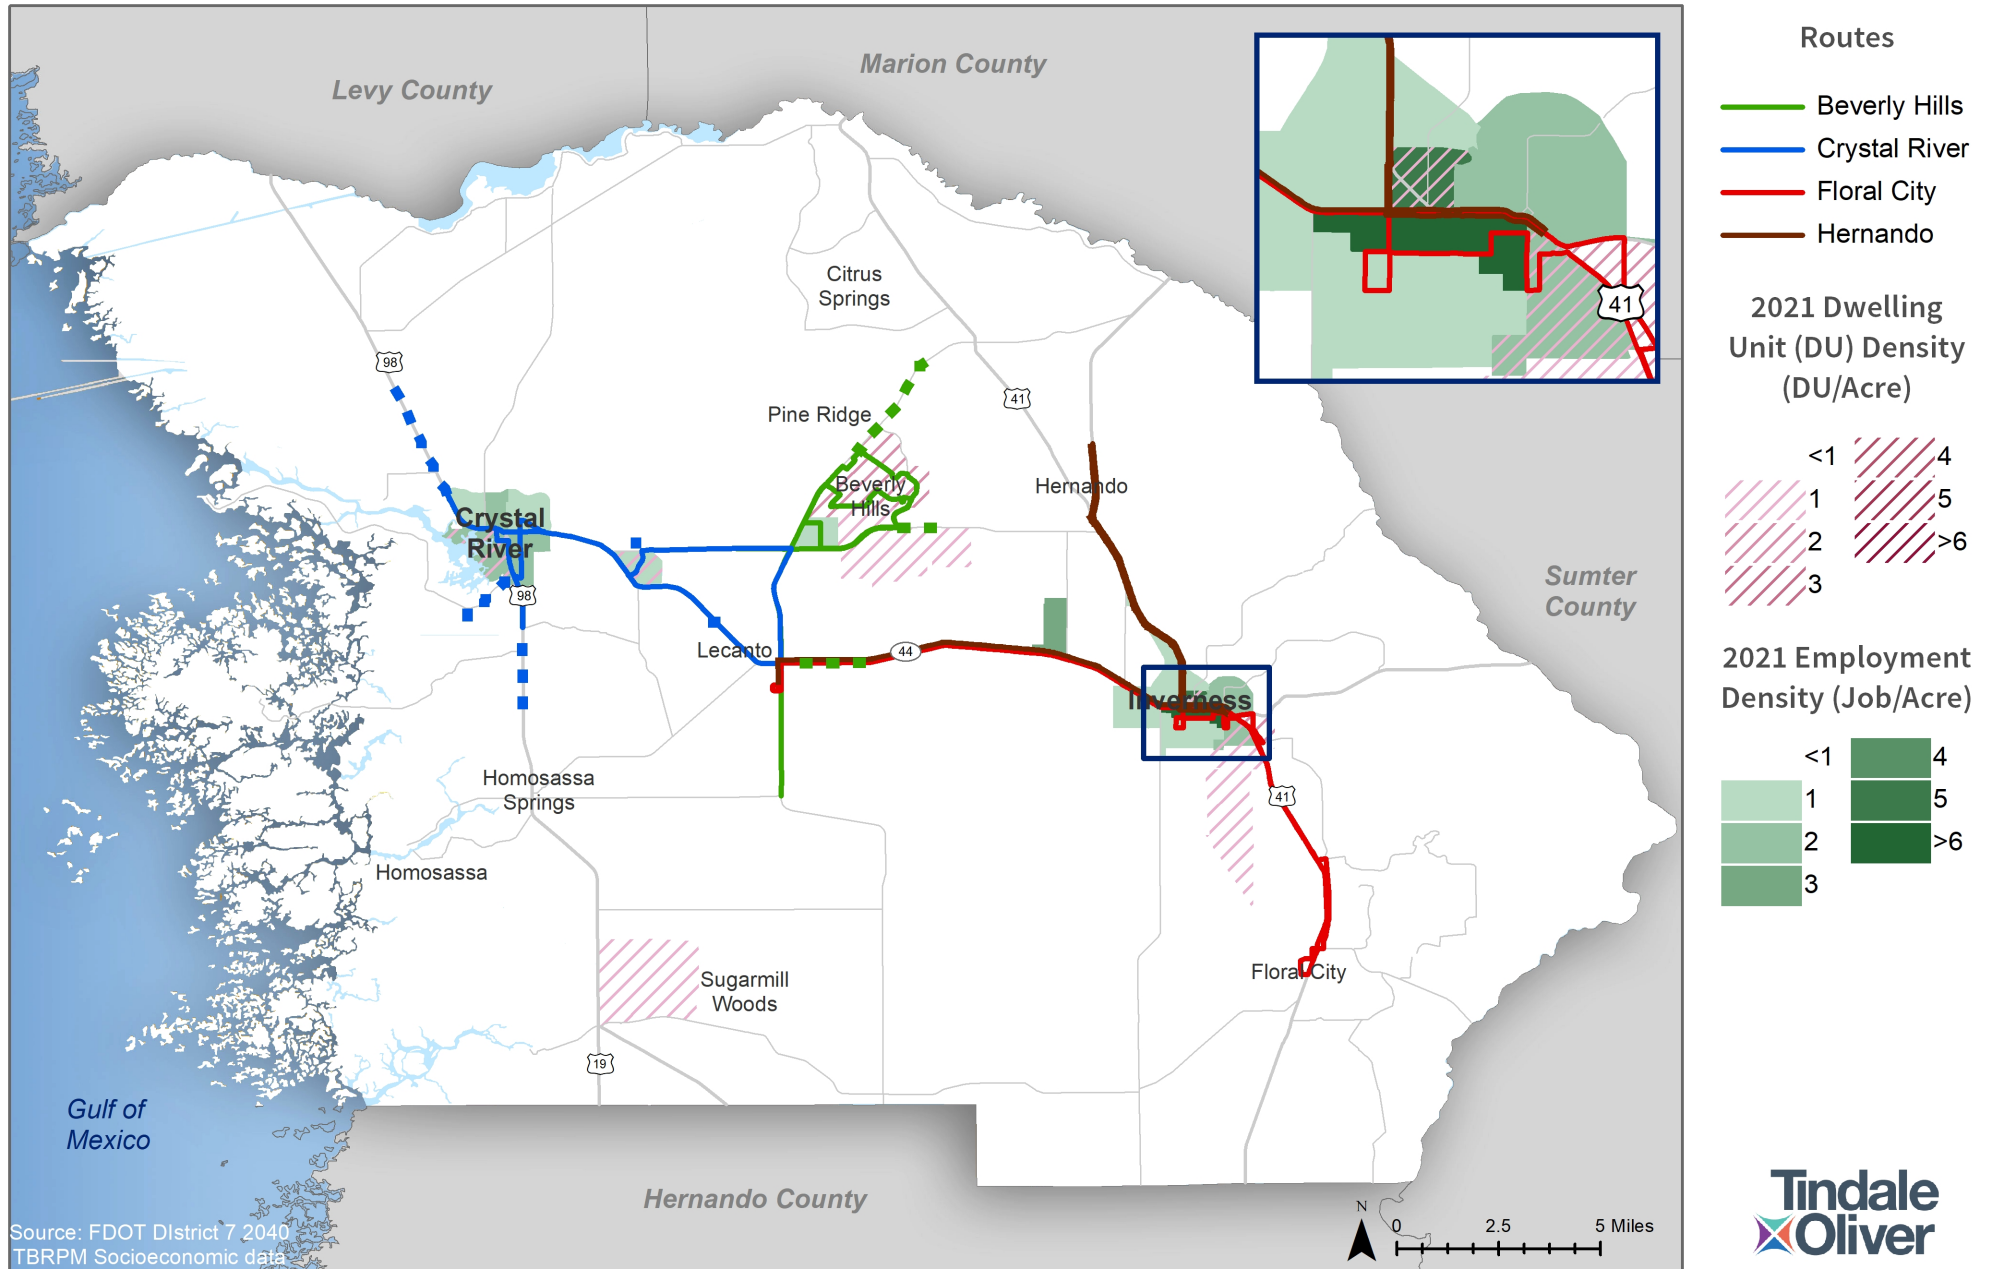 Levy County
Marion County
Citrus
Springs
98
41
Pine Ridge
Beverly
Hills
Hernando
Crystal
River
98
Sumter
County
Lecanto
44
Inverness
41
Homosassa
Springs
Homosassa
Floral City
Sugarmill
Woods
19
Gulf of
Mexico
Hernando County
Source: FDOT DIstrict 7 2040
TBRPM Socioeconomic data
N
0 2.5 5 Miles
41
Routes
Beverly Hills
Crystal River
Floral City
Hernando
2021 Dwelling
Unit (DU) Density
(DU/Acre)
<1 4
1 5
2 >6
3
2021 Employment
Density (Job/Acre)
<1 4
1 5
2 >6
3
Tindale
Oliver